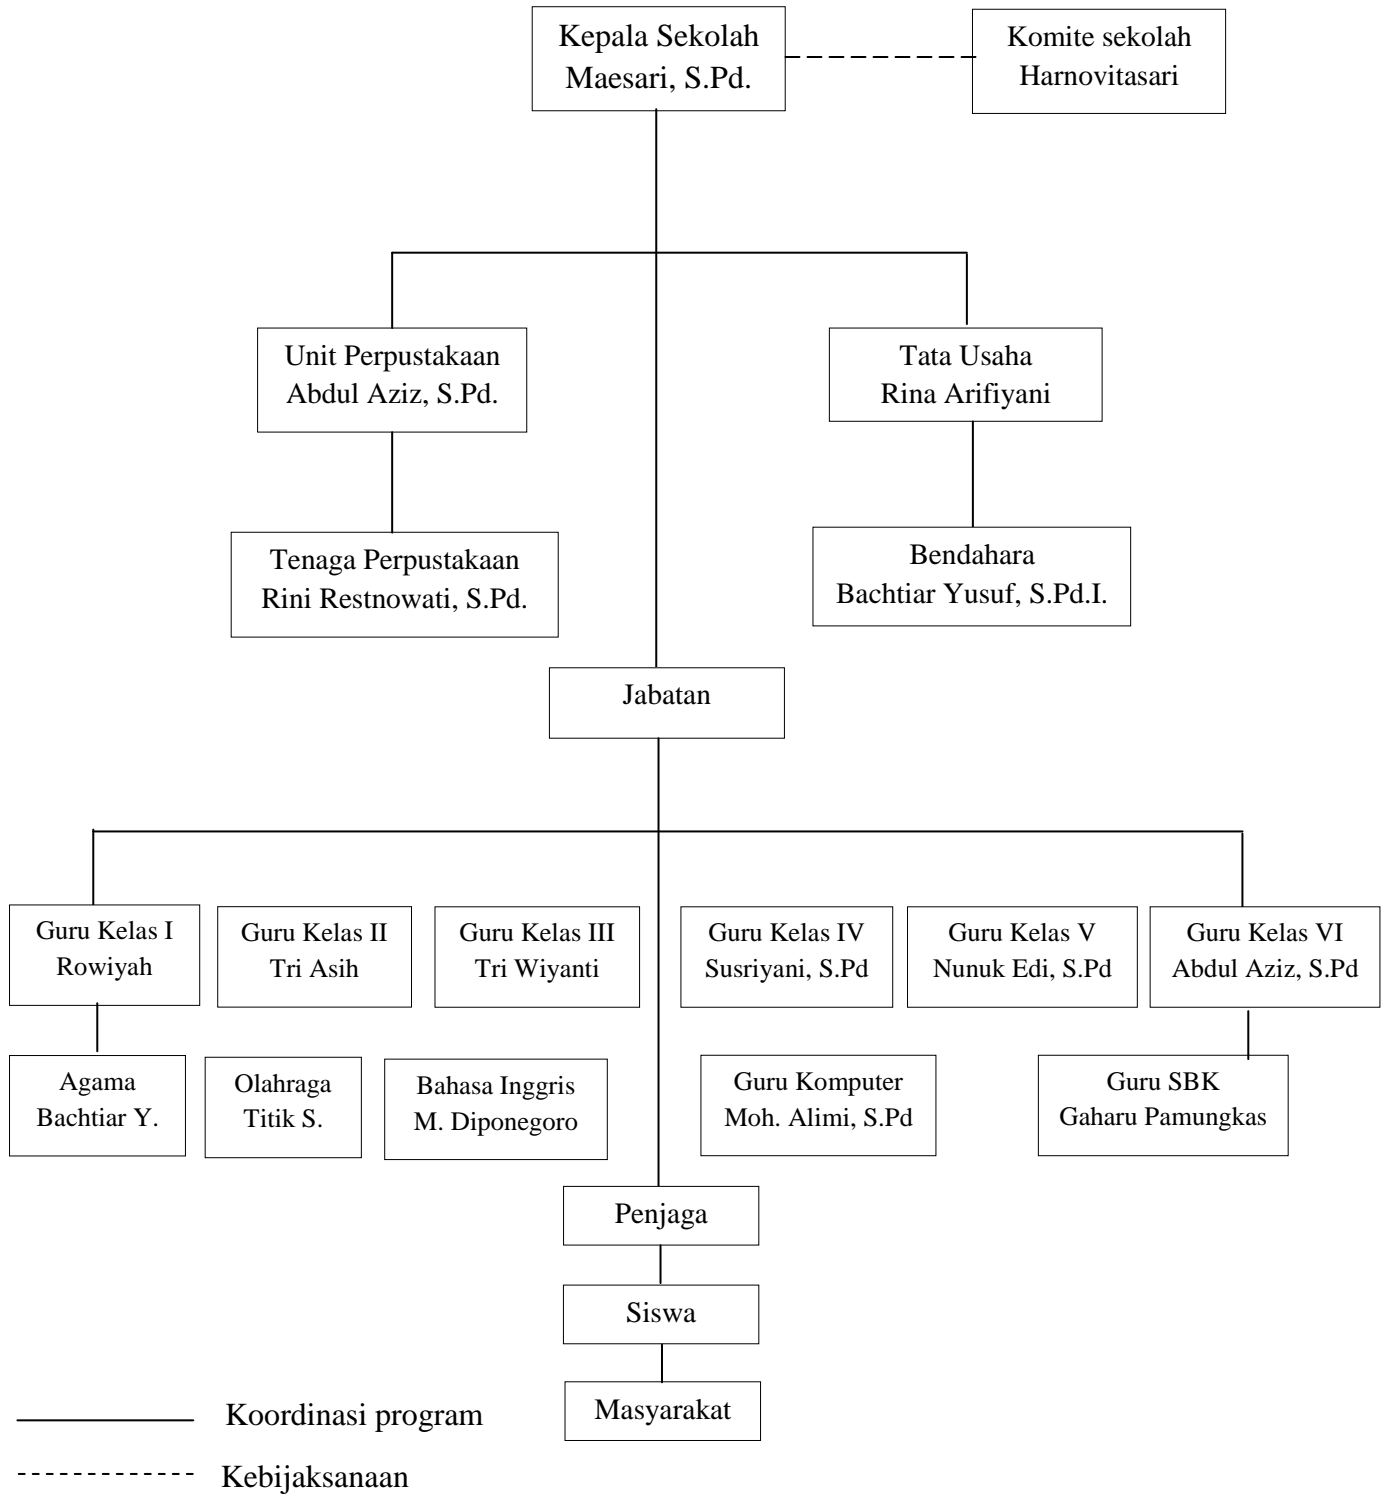 Kepala Sekolah
Maesari, S.Pd.
Komite sekolah
Harnovitasari
Unit Perpustakaan
Abdul Aziz, S.Pd.
Tata Usaha
Rina Arifiyani
Tenaga Perpustakaan
Rini Restnowati, S.Pd.
Bendahara
Bachtiar Yusuf, S.Pd.I.
Jabatan
Guru Kelas I
Rowiyah
Guru Kelas II
Tri Asih
Guru Kelas III
Tri Wiyanti
Guru Kelas IV
Susriyani, S.Pd
Guru Kelas V
Nunuk Edi, S.Pd
Guru Kelas VI
Abdul Aziz, S.Pd
Agama
Bachtiar Y.
Olahraga
Titik S.
Bahasa Inggris
M. Diponegoro
Guru Komputer
Moh. Alimi, S.Pd
Guru SBK
Gaharu Pamungkas
Penjaga
Siswa
Masyarakat
Koordinasi program
Kebijaksanaan